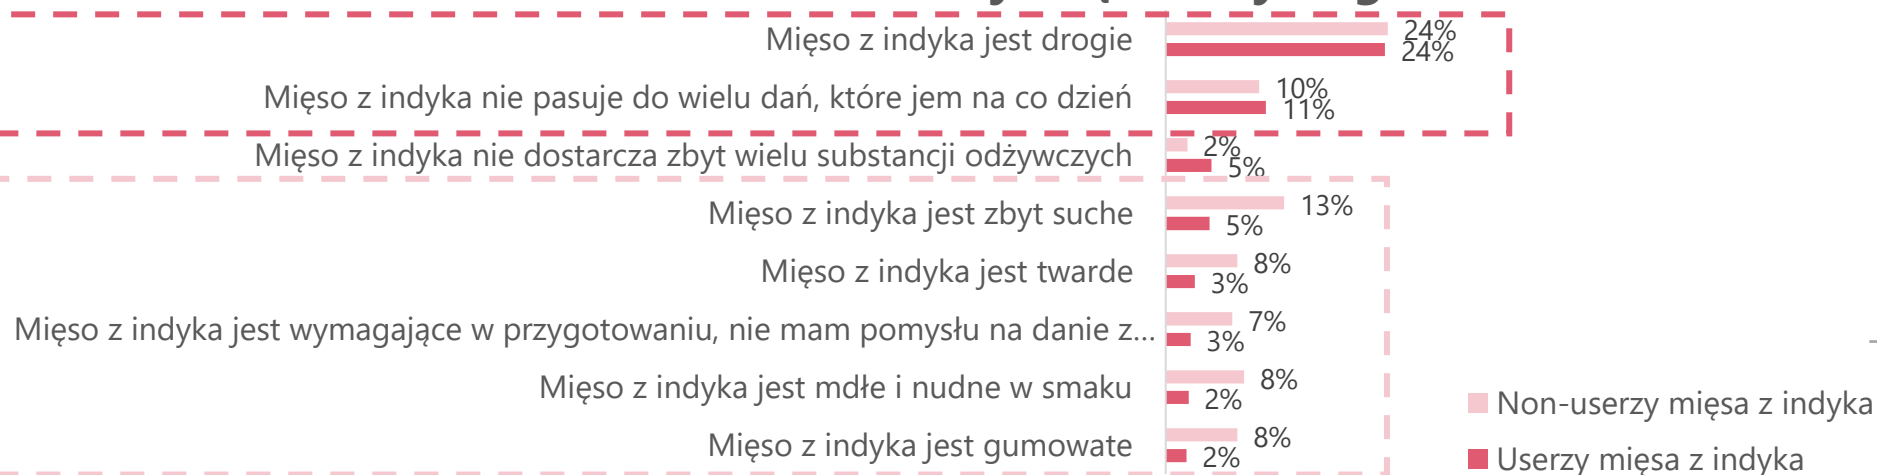 Mięso z indyka jest drogie
24%
24%
Mięso z indyka nie pasuje do wielu dań, które jem na co dzień
10%
11%
Mięso z indyka nie dostarcza zbyt wielu substancji odżywczych
2%
5%
Mięso z indyka jest zbyt suche
13%
5%
Mięso z indyka jest twarde
8%
3%
Mięso z indyka jest wymagające w przygotowaniu, nie mam pomysłu na danie z...
7%
3%
Mięso z indyka jest mdłe i nudne w smaku
8%
2%
Mięso z indyka jest gumowate
8%
2%
Non-userzy mięsa z indyka
Userzy mięsa z indyka